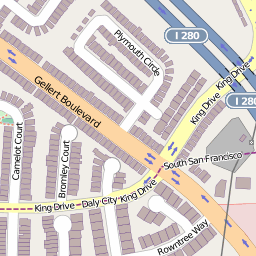 I 280
Plymouth Circle
King Drive
I 280
Gellert Boulevard
King Drive
Camelot Court
Bromley Court
South San Francisco
King Drive
Daly City
King Drive
Rowntree Way